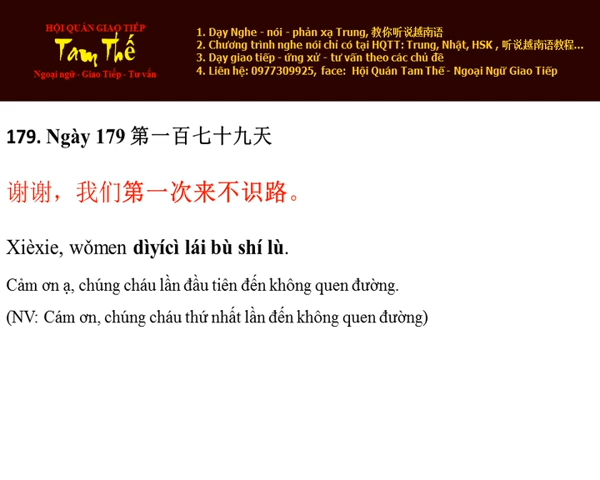 HỘI QUÁN GIAO TIẾP
Tam Thế
Ngoại ngữ - Giao Tiếp - Tư vấn
1. Dạy Nghe - nói - phản xạ Trung, 教你听说越南语
2. Chương trình nghe nói chỉ có tại HQTT: Trung, Nhật, HSK , 听说越南语教程...
3. Dạy giao tiếp - ứng xử - tư vấn theo các chủ đề
4. Liên hệ: 0977309925, face: Hội Quán Tam Thế - Ngoại Ngữ Giao Tiếp
179. Ngày 179 第一百七十九天
谢谢，我们第一次来不识路。
Xièxie, wǒmen dìyícì lái bù shí lù.
Cảm ơn ạ, chúng cháu lần đầu tiên đến không quen đường.
(NV: Cám ơn, chúng cháu thứ nhất lần đến không quen đường)